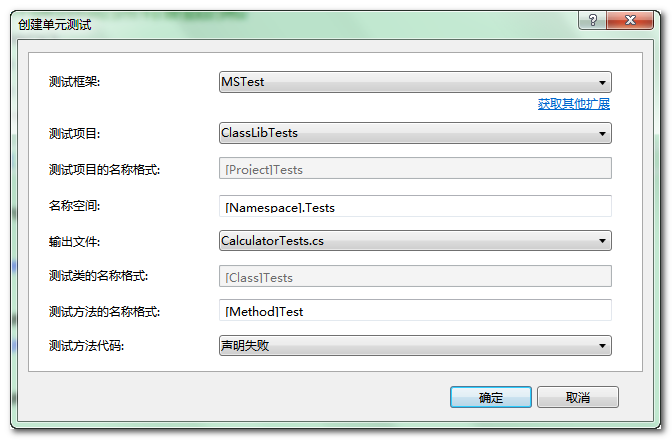 创建单元测试
测试框架: MSTest
获取其他扩展
测试项目: ClassLibTests
测试项目的名称格式: [Project]Tests
名称空间: [Namespace].Tests
输出文件: CalculatorTests.cs
测试类的名称格式: [Class]Tests
测试方法的名称格式: [Method]Test
测试方法代码: 声明失败
确定 取消